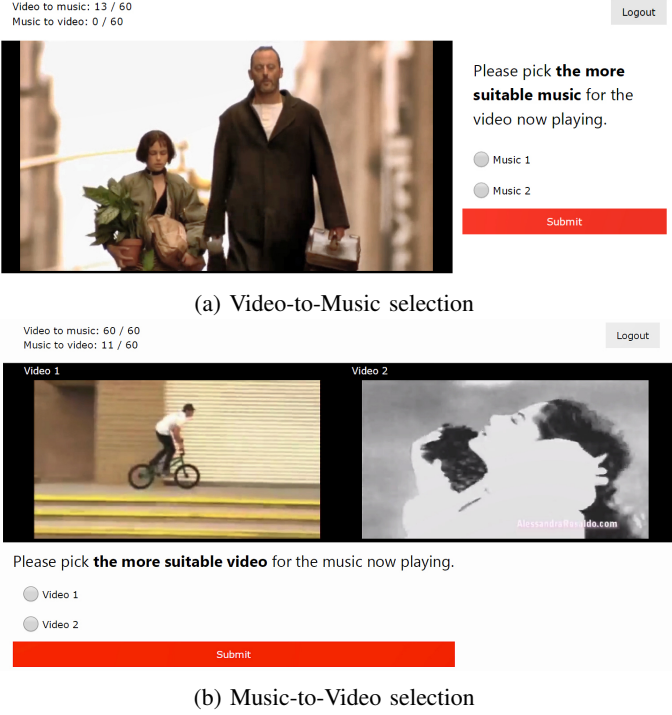 Video to music: 13 / 60
Music to video: 0 / 60
Logout
Please pick the more
suitable music for the
video now playing.
Music 1
Music 2
Submit
(a) Video-to-Music selection
Video to music: 60 / 60
Music to video: 11 / 60
Logout
Video 1
Video 2
AlessandroRonaldo.com
Please pick the more suitable video for the music now playing.
Video 1
Video 2
Submit
(b) Music-to-Video selection